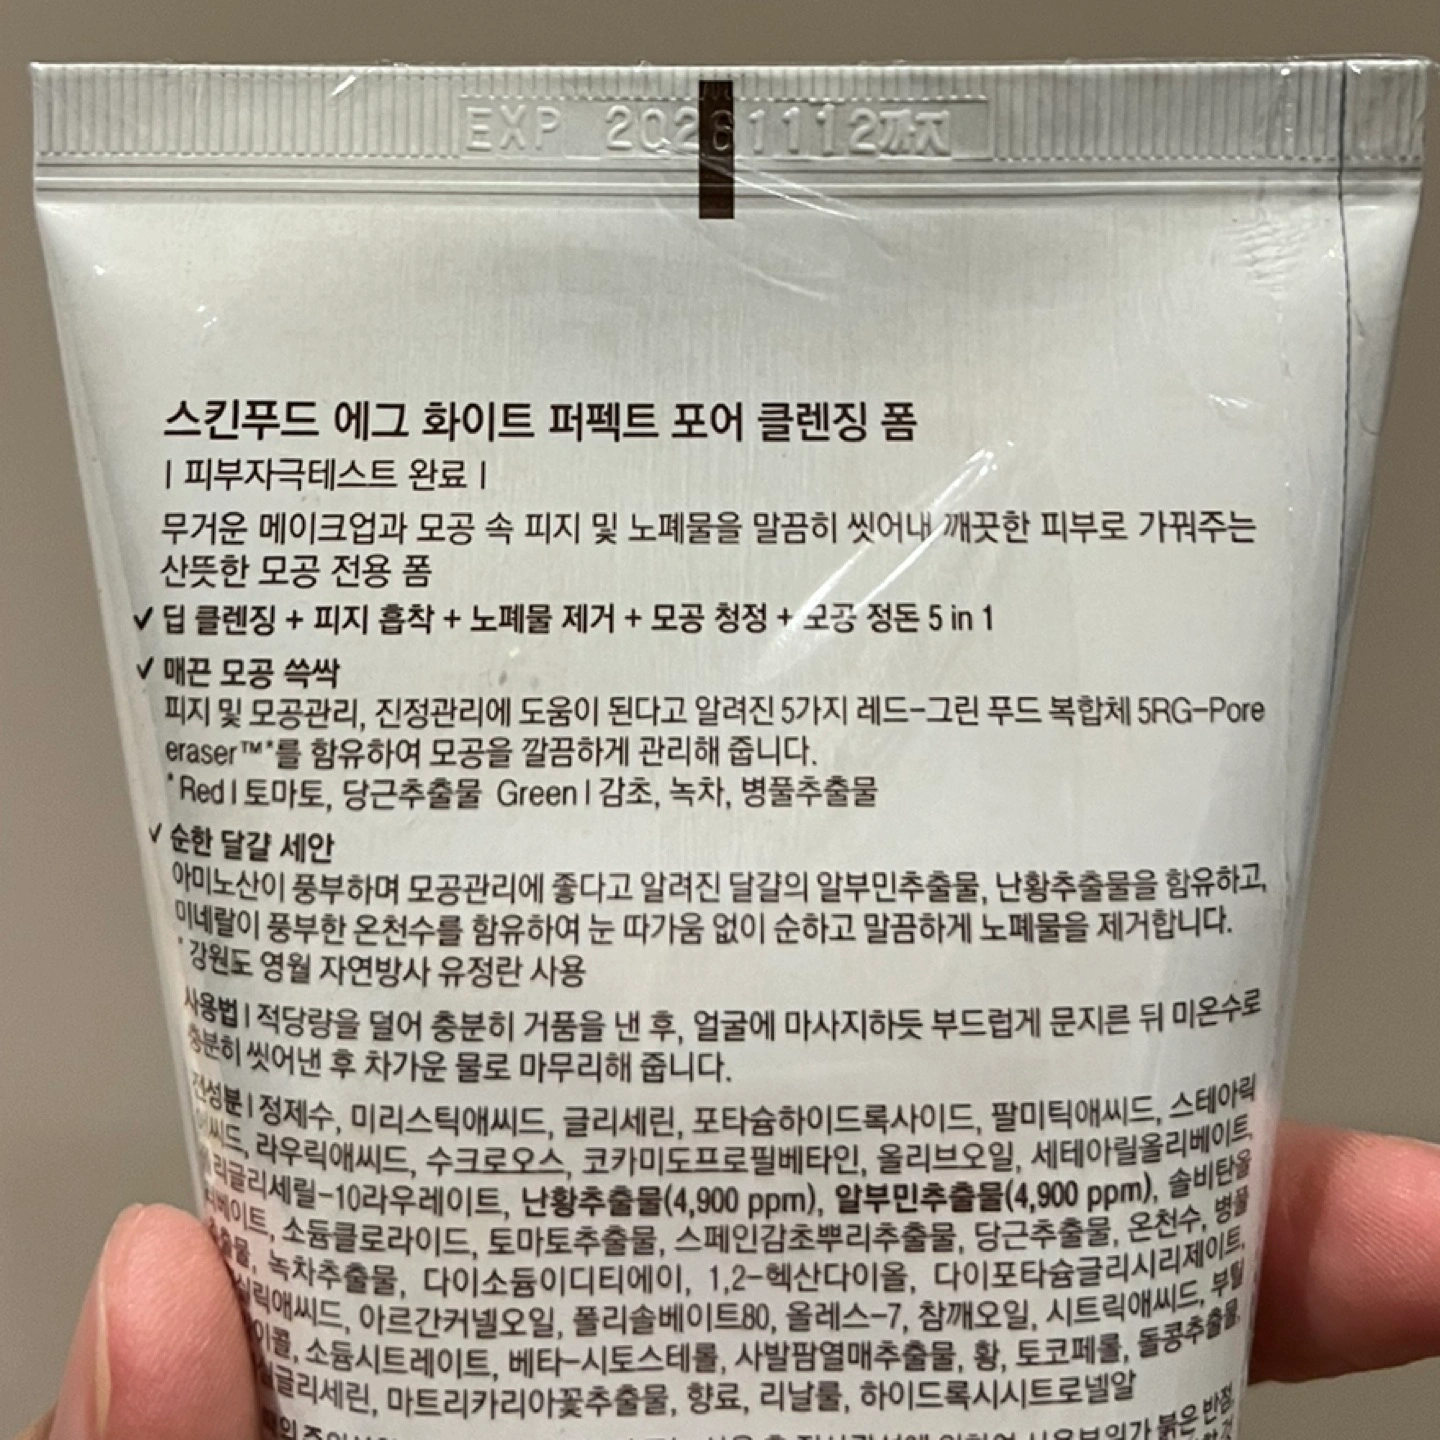 EXP 20261112까지
스킨푸드 에그 화이트 퍼펙트 포어 클렌징 폼
| 피부자극테스트 완료 |
무거운 메이크업과 모공 속 피지 및 노폐물을 말끔히 씻어내 깨끗한 피부로 가꿔주는
산뜻한 모공 전용 폼
✓ 딥 클렌징 + 피지 흡착 + 노폐물 제거 + 모공 청정 + 모공 정돈 5 in 1
✓ 매끈 모공 쓱싹
피지 및 모공관리, 진정관리에 도움이 된다고 알려진 5가지 레드-그린 푸드 복합체 5RG-Pore
eraser™*를 함유하여 모공을 깔끔하게 관리해 줍니다.
* Red | 토마토, 당근추출물 Green | 감초, 녹차, 병풀추출물
✓ 순한 달걀 세안
아미노산이 풍부하며 모공관리에 좋다고 알려진 달걀의 알부민추출물, 난황추출물을 함유하고,
미네랄이 풍부한 온천수를 함유하여 눈 따가움 없이 순하고 말끔하게 노폐물을 제거합니다.
* 강원도 영월 자연방사 유정란 사용
사용법 | 적당량을 덜어 충분히 거품을 낸 후, 얼굴에 마사지하듯 부드럽게 문지른 뒤 미온수로
충분히 씻어낸 후 차가운 물로 마무리해 줍니다.
전성분 | 정제수, 미리스틱애씨드, 글리세린, 포타슘하이드록사이드, 팔미틱애씨드, 스테아릭
애씨드, 라우릭애씨드, 수크로오스, 코카미도프로필베타인, 올리브오일, 세테아릴올리베이트,
폴리글리세릴-10라우레이트, 난황추출물(4,900 ppm), 알부민추출물(4,900 ppm), 솔비탄올
리베이트, 소듐클로라이드, 토마토추출물, 스페인감초뿌리추출물, 당근추출물, 온천수, 병풀
추출물, 녹차추출물, 다이소듐이디티에이, 1,2-헥산다이올, 다이포타슘글리시리제이트,
실릭애씨드, 아르간커넬오일, 폴리솔베이트80, 올레스-7, 참깨오일, 시트릭애씨드, 부틸
이콜, 소듐시트레이트, 베타-시토스테롤, 사발팜열매추출물, 황, 토코페롤, 돌콩추출물,
실글리세린, 마트리카리아꽃추출물, 향료, 리날룰, 하이드록시시트로넬알